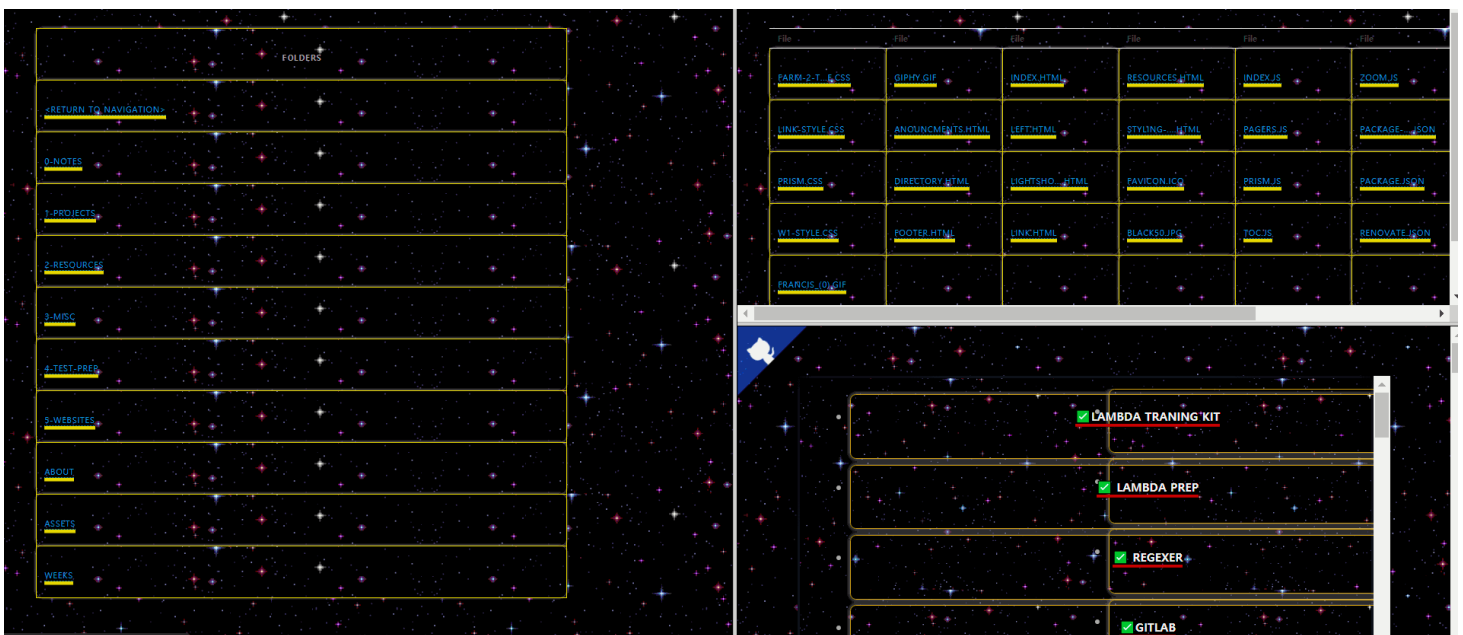 FOLDERS
<RETURN TO NAVIGATION>
0-NOTES
1-PROJECTS
2-RESOURCES
3-MISC
4-TEST-PREP
5-WEBSITES
ABOUT
ASSETS
WEEKS
File File File File File File
FARM-2-T...E.CSS GIPHY.GIF INDEX.HTML RESOURCES.HTML INDEX.JS ZOOM.JS
LINK-STYLE.CSS ANOUNCMENTS.HTML LEFT.HTML STYLING-...HTML PAGERS.JS PACKAGE-...JSON
PRISM.CSS DIRECTORY.HTML LIGHTSHO...HTML FAVICON.ICO PRISM.JS PACKAGE.JSON
W1-STYLE.CSS FOOTER.HTML LINK.HTML BLACK50.JPG TOC.JS RENOVATE.JSON
FRANCIS_(0).GIF
✅ LAMBDA TRANING KIT
✅ LAMBDA PREP
✅ REGEXER
✅ GITLAB